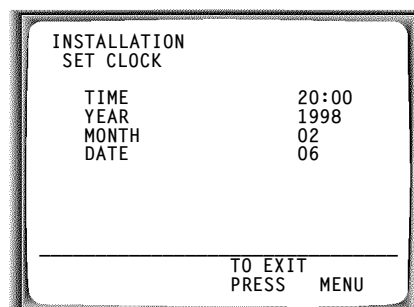 INSTALLATION
SET CLOCK
TIME 20:00
YEAR 1998
MONTH 02
DATE 06
TO EXIT
PRESS MENU